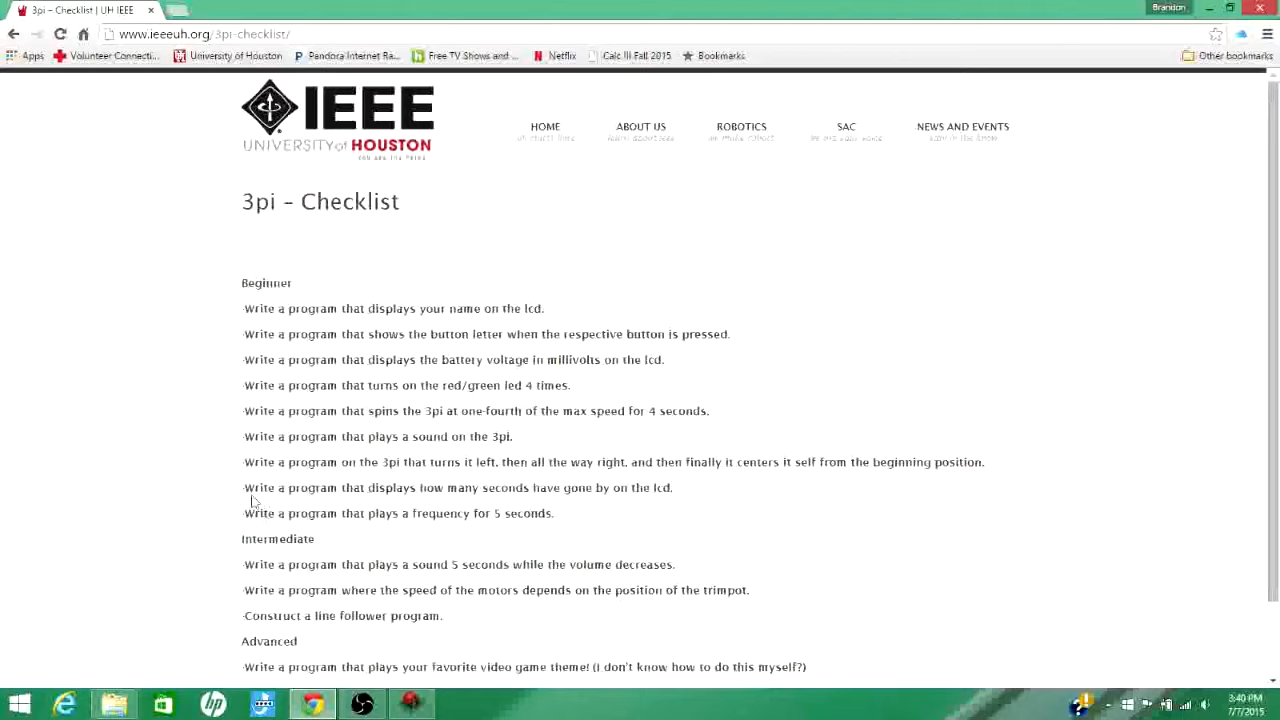 3pi – Checklist | UH IEEE
Brandon
www.ieeeuh.org/3pi-checklist/
Apps Volunteer Connecti... University of Houston Pandora Internet Ra... Free TV Shows and... Netflix Calc III Fall 2015 Bookmarks Other bookmarks
IEEE
UNIVERSITY of HOUSTON
HOME ABOUT US ROBOTICS SAC NEWS AND EVENTS
3pi – Checklist
Beginner
·Write a program that displays your name on the lcd.
·Write a program that shows the button letter when the respective button is pressed.
·Write a program that displays the battery voltage in millivolts on the lcd.
·Write a program that turns on the red/green led 4 times.
·Write a program that spins the 3pi at one-fourth of the max speed for 4 seconds.
·Write a program that plays a sound on the 3pi.
·Write a program on the 3pi that turns it left, then all the way right, and then finally it centers it self from the beginning position.
·Write a program that displays how many seconds have gone by on the lcd.
·Write a program that plays a frequency for 5 seconds.
Intermediate
·Write a program that plays a sound 5 seconds while the volume decreases.
·Write a program where the speed of the motors depends on the position of the trimpot.
·Construct a line follower program.
Advanced
·Write a program that plays your favorite video game theme! (I don't know how to do this myself?)
3:40 PM
7/7/2015